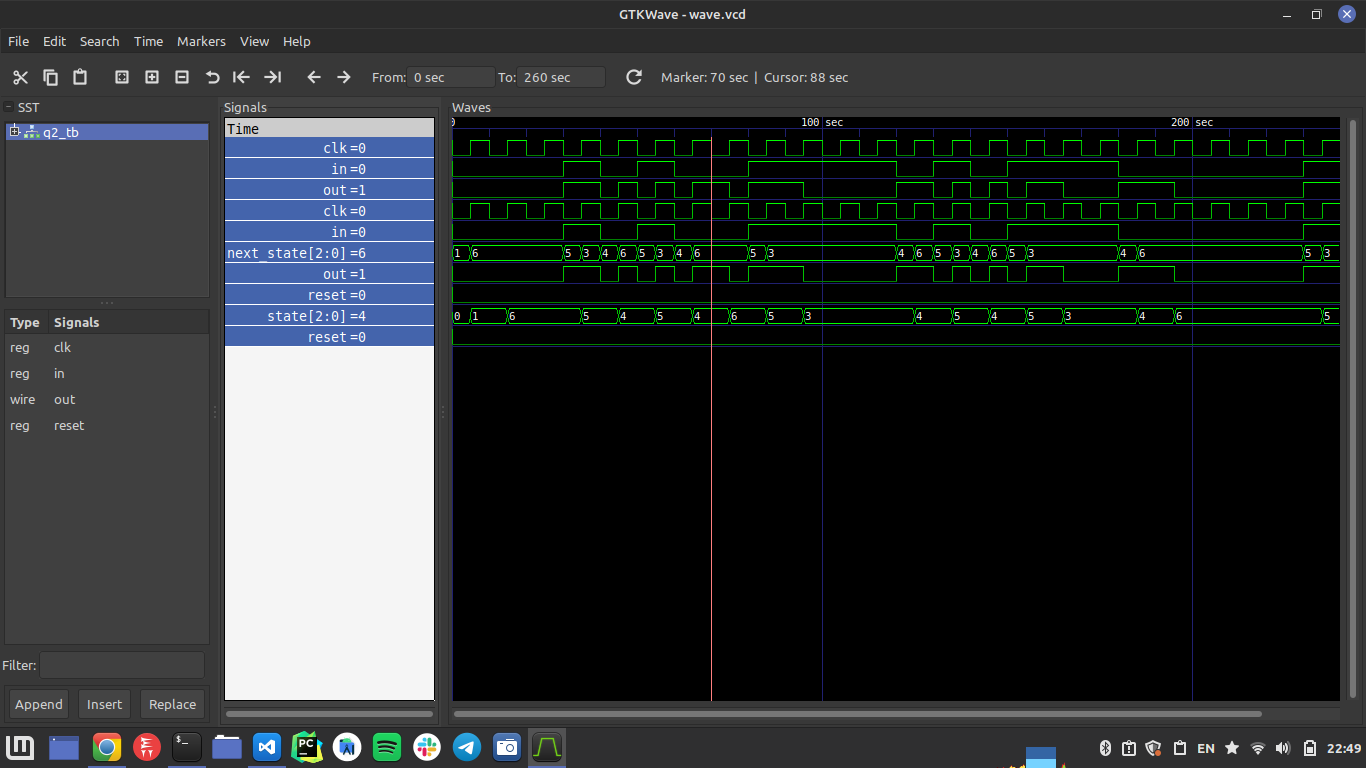 GTKWave - wave.vcd
File Edit Search Time Markers View Help
From: 0 sec To: 260 sec Marker: 70 sec | Cursor: 88 sec
SST
q2_tb
Type Signals
reg clk
reg in
wire out
reg reset
Filter:
Append Insert Replace
Signals
Time
clk =0
in =0
out =1
clk =0
in =0
next_state[2:0] =6
out =1
reset =0
state[2:0] =4
reset =0
Waves
0 100 sec 200 sec
1 6 5 3 4 6 5 3 4 6 5 3 4 6 5 3 4 6 5 3 4 6 5 3
0 1 6 5 4 5 4 6 5 3 4 5 4 5 3 4 6 5
PC
EN 22:49